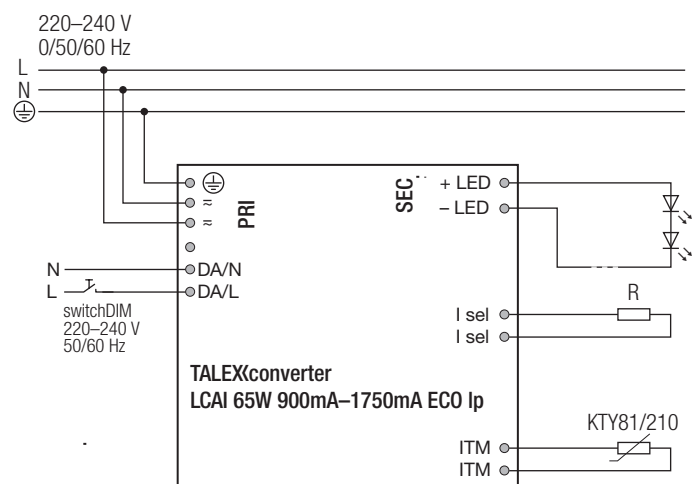 220–240 V
0/50/60 Hz
L
N
≂
≂
PRI
SEC
+ LED
– LED
N
DA/N
L
DA/L
switchDIM
220–240 V
50/60 Hz
I sel
I sel
R
TALEXconverter
LCAI 65W 900mA–1750mA ECO lp
KTY81/210
ITM
ITM